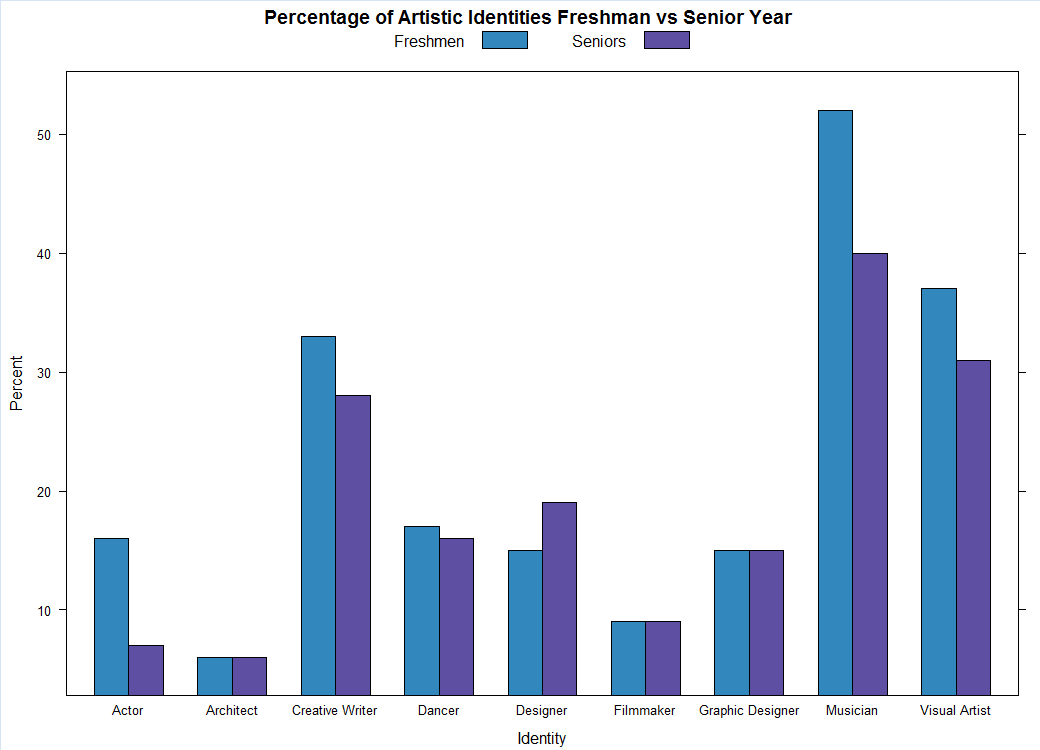 Percentage of Artistic Identities Freshman vs Senior Year
Freshmen Seniors
50
40
30
20
10
Percent
Actor Architect Creative Writer Dancer Designer Filmmaker Graphic Designer Musician Visual Artist
Identity